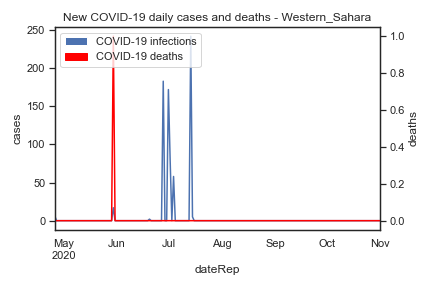 New COVID-19 daily cases and deaths - Western_Sahara
COVID-19 infections
COVID-19 deaths
250
200
150
100
50
0
cases
1.0
0.8
0.6
0.4
0.2
0.0
deaths
May Jun Jul Aug Sep Oct Nov
2020
dateRep